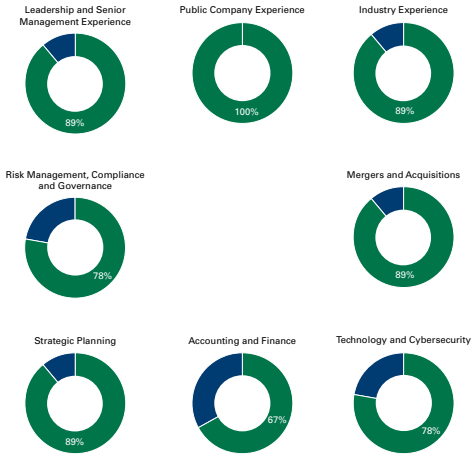 Leadership and Senior
Management Experience
89%
Public Company Experience
100%
Industry Experience
89%
Risk Management, Compliance
and Governance
78%
Mergers and Acquisitions
89%
Strategic Planning
89%
Accounting and Finance
67%
Technology and Cybersecurity
78%